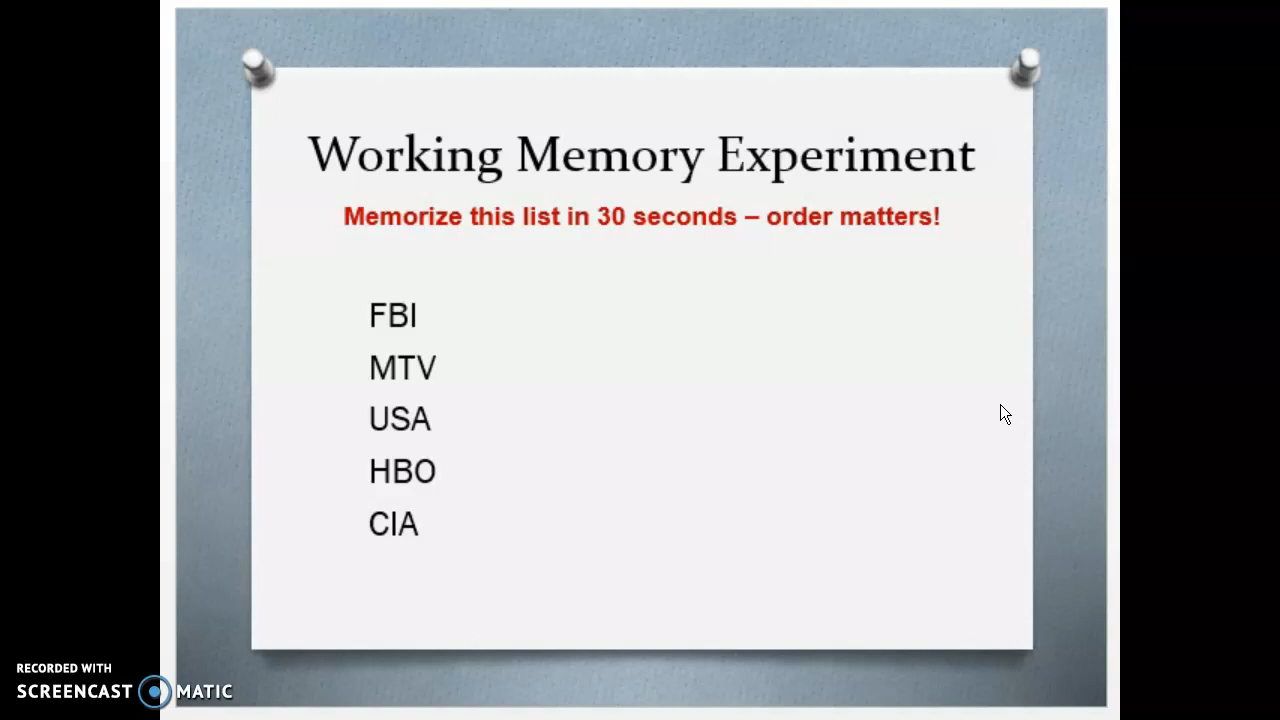 Working Memory Experiment
Memorize this list in 30 seconds – order matters!
FBI
MTV
USA
HBO
CIA
RECORDED WITH
SCREENCAST MATIC